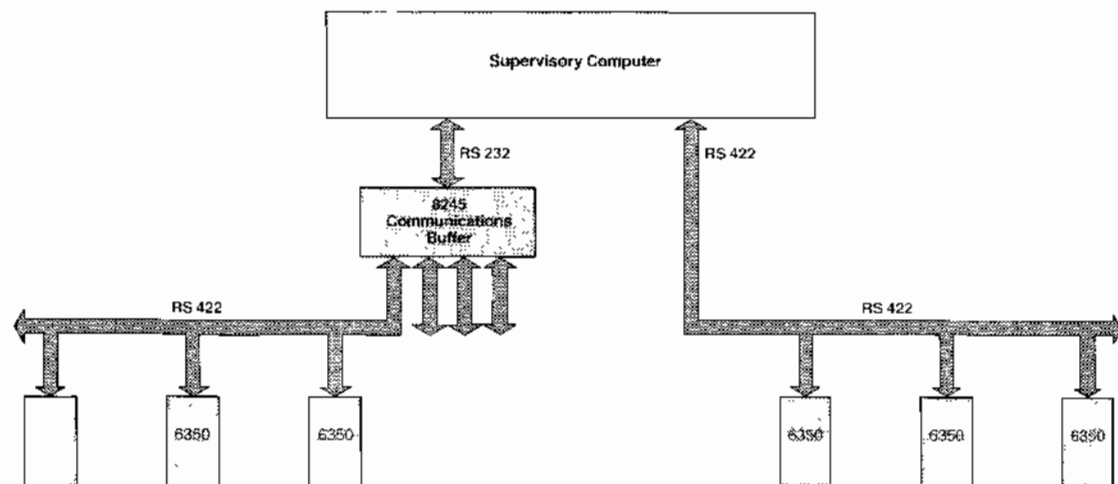 Supervisory Computer
RS 232
RS 422
8245
Communications
Buffer
RS 422
RS 422
6350
6350
6350
6350
6350